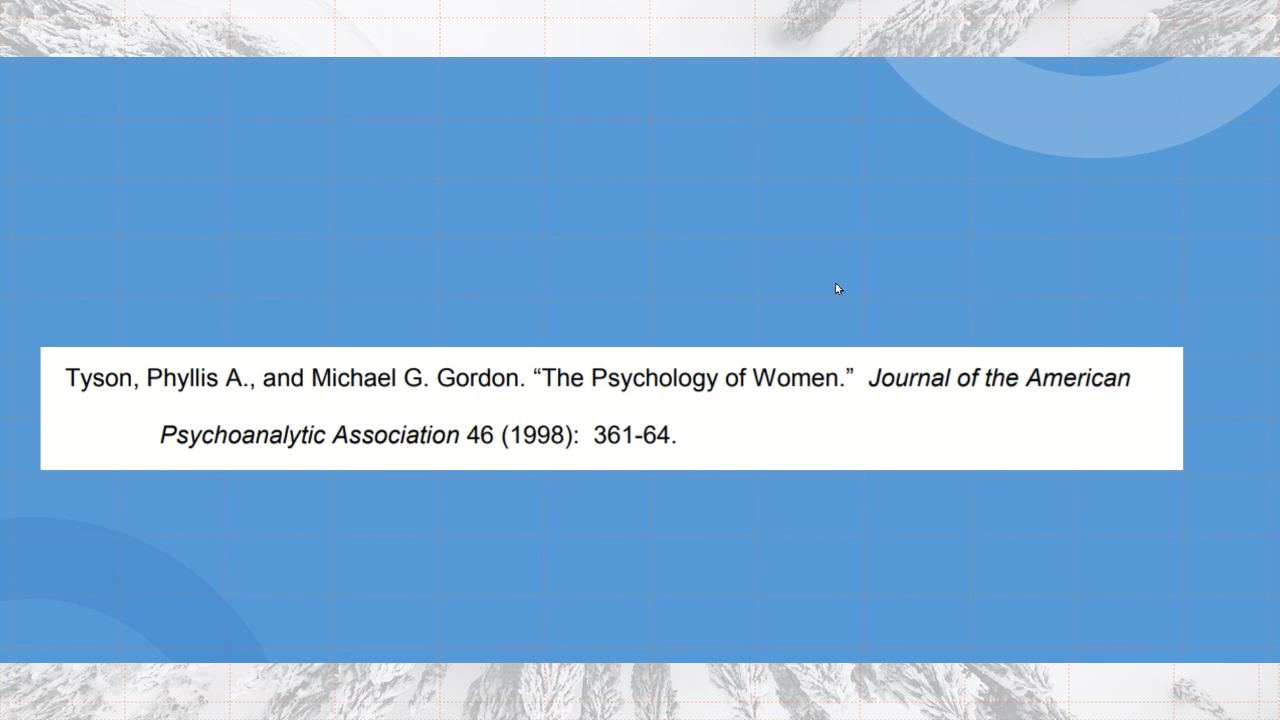 Tyson, Phyllis A., and Michael G. Gordon. “The Psychology of Women.”  Journal of the American
Psychoanalytic Association 46 (1998):  361-64.